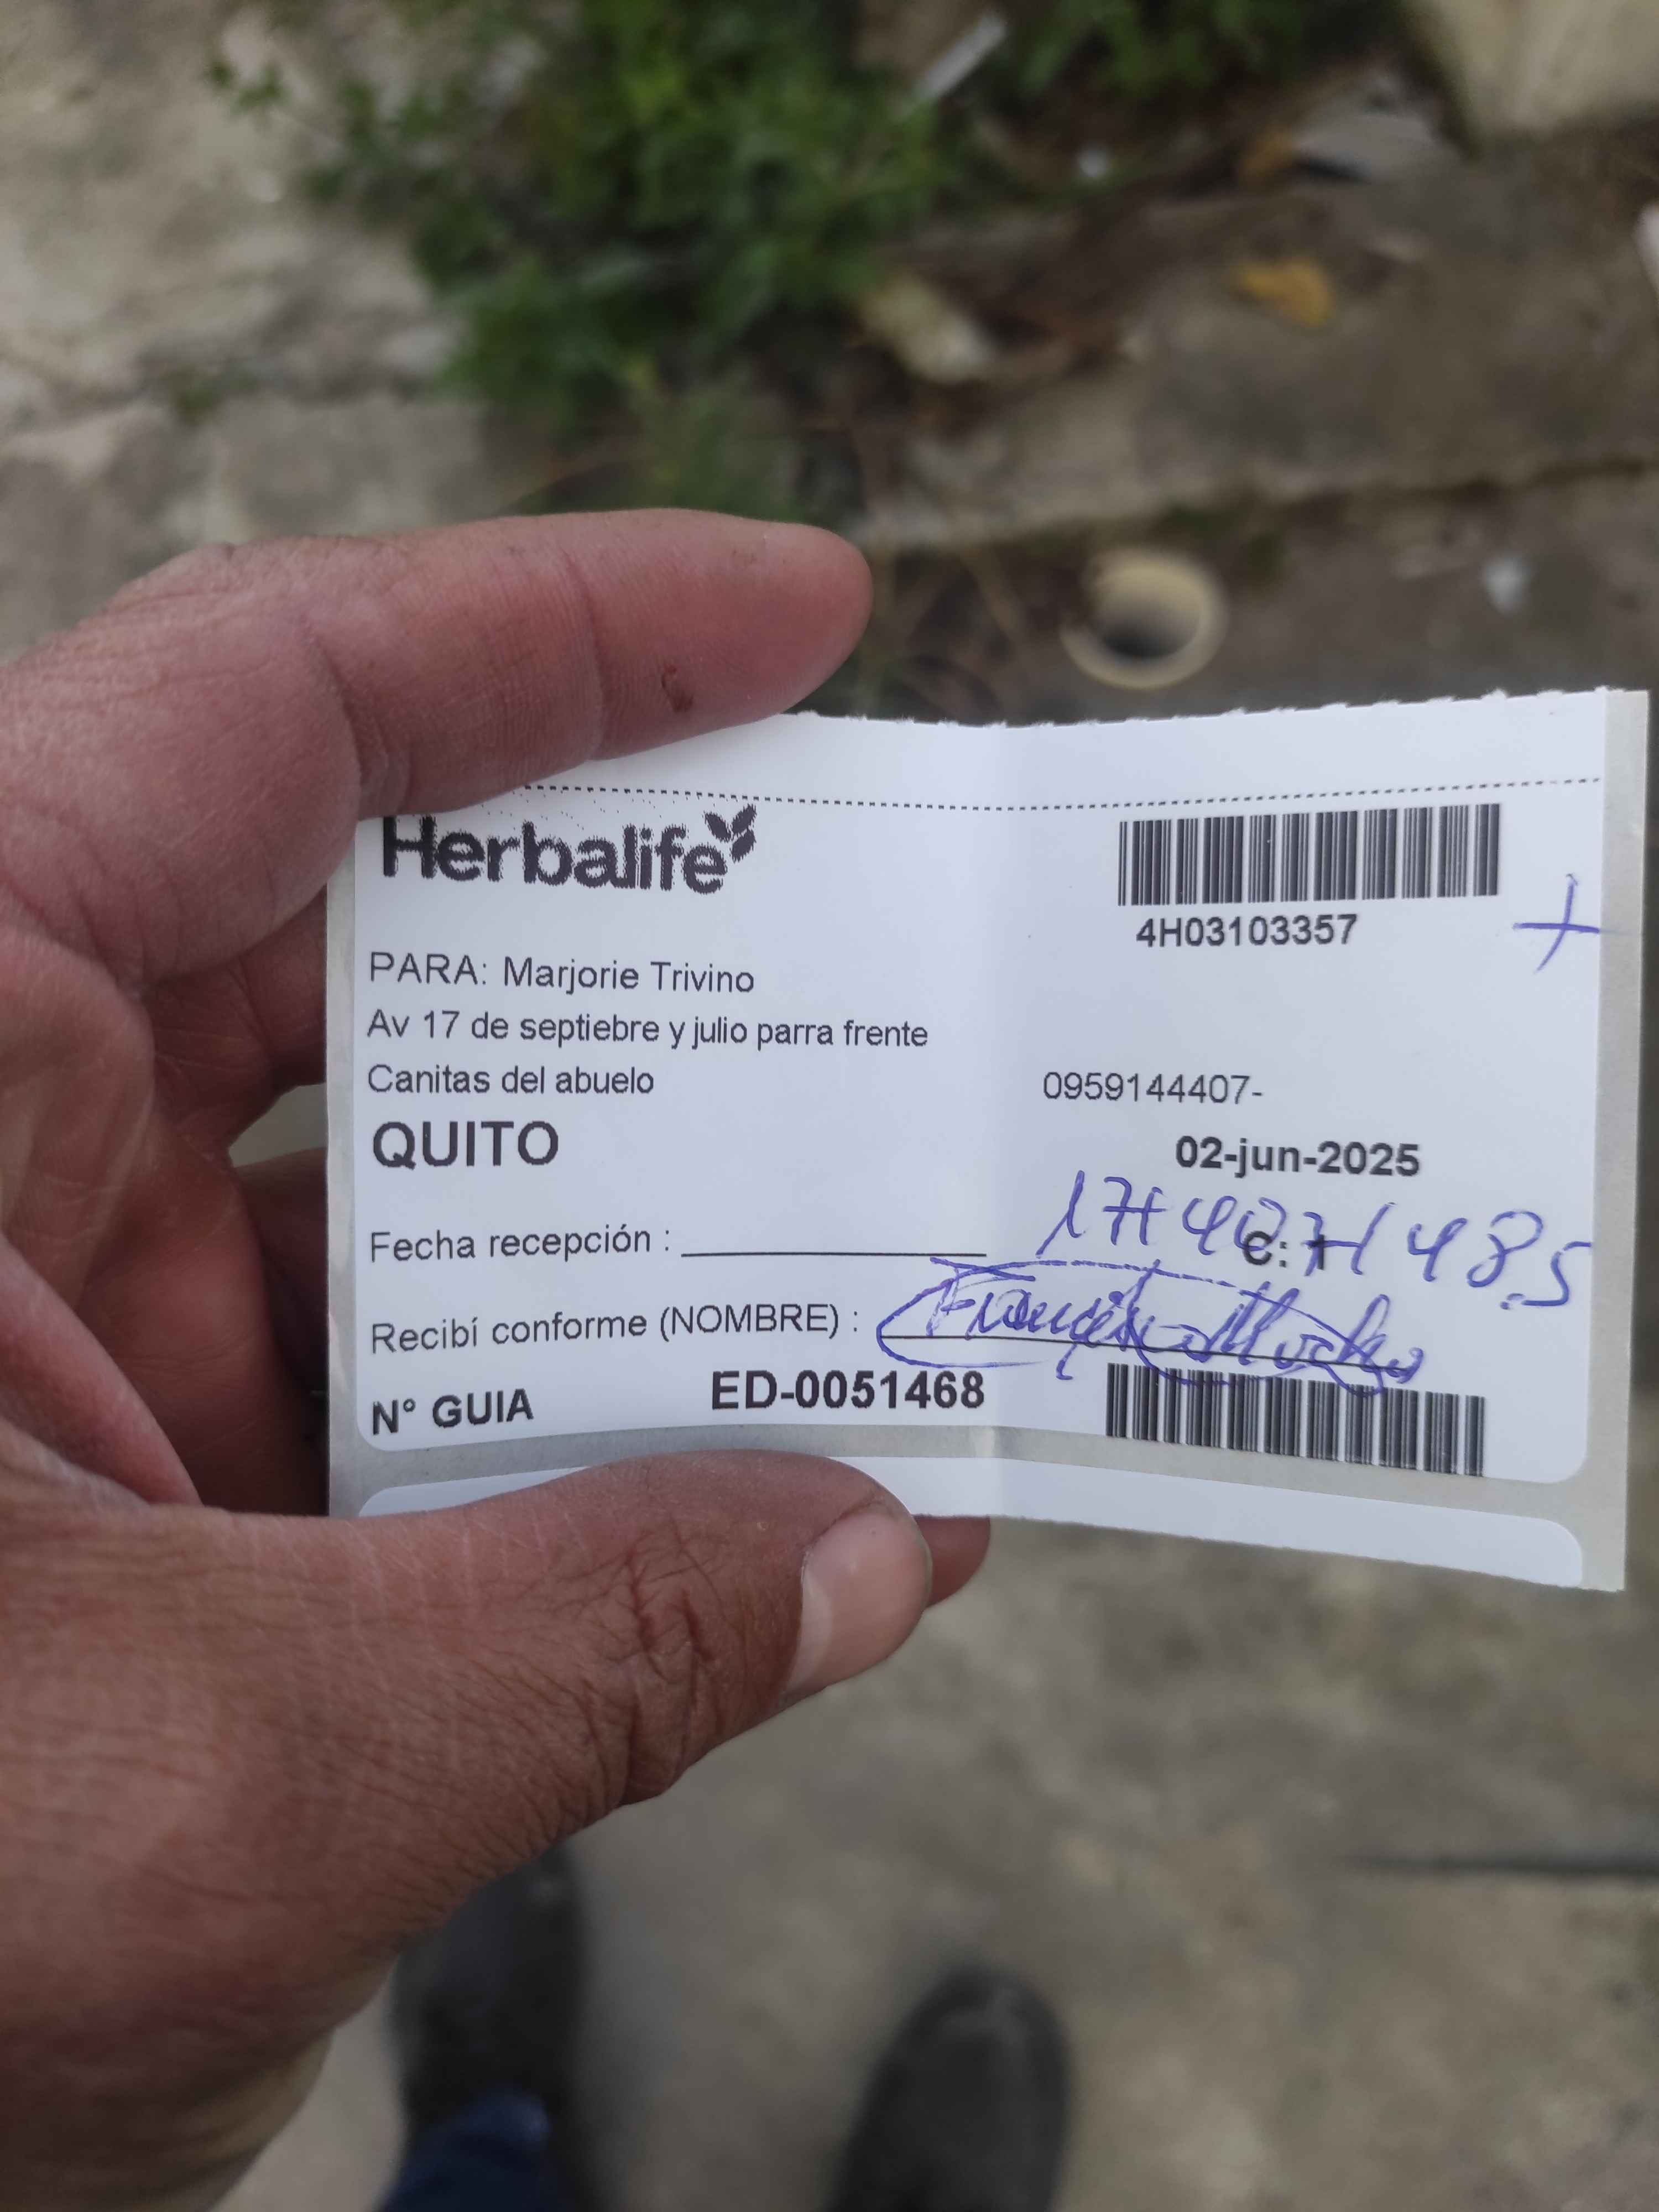 Herbalife
4H03103357
PARA: Marjorie Trivino
Av 17 de septiebre y julio parra frente
Canitas del abuelo
0959144407-
QUITO
02-jun-2025
Fecha recepción :
C: 1
Recibí conforme (NOMBRE) :
N° GUIA
ED-0051468